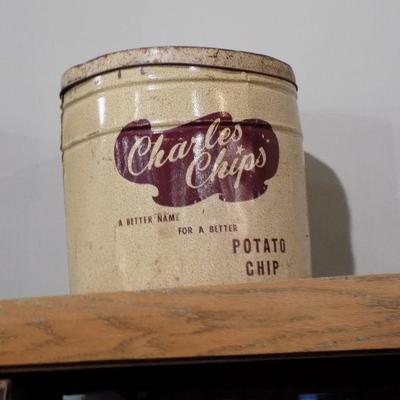 Charles
Chips
A BETTER NAME
FOR A BETTER
POTATO
CHIP